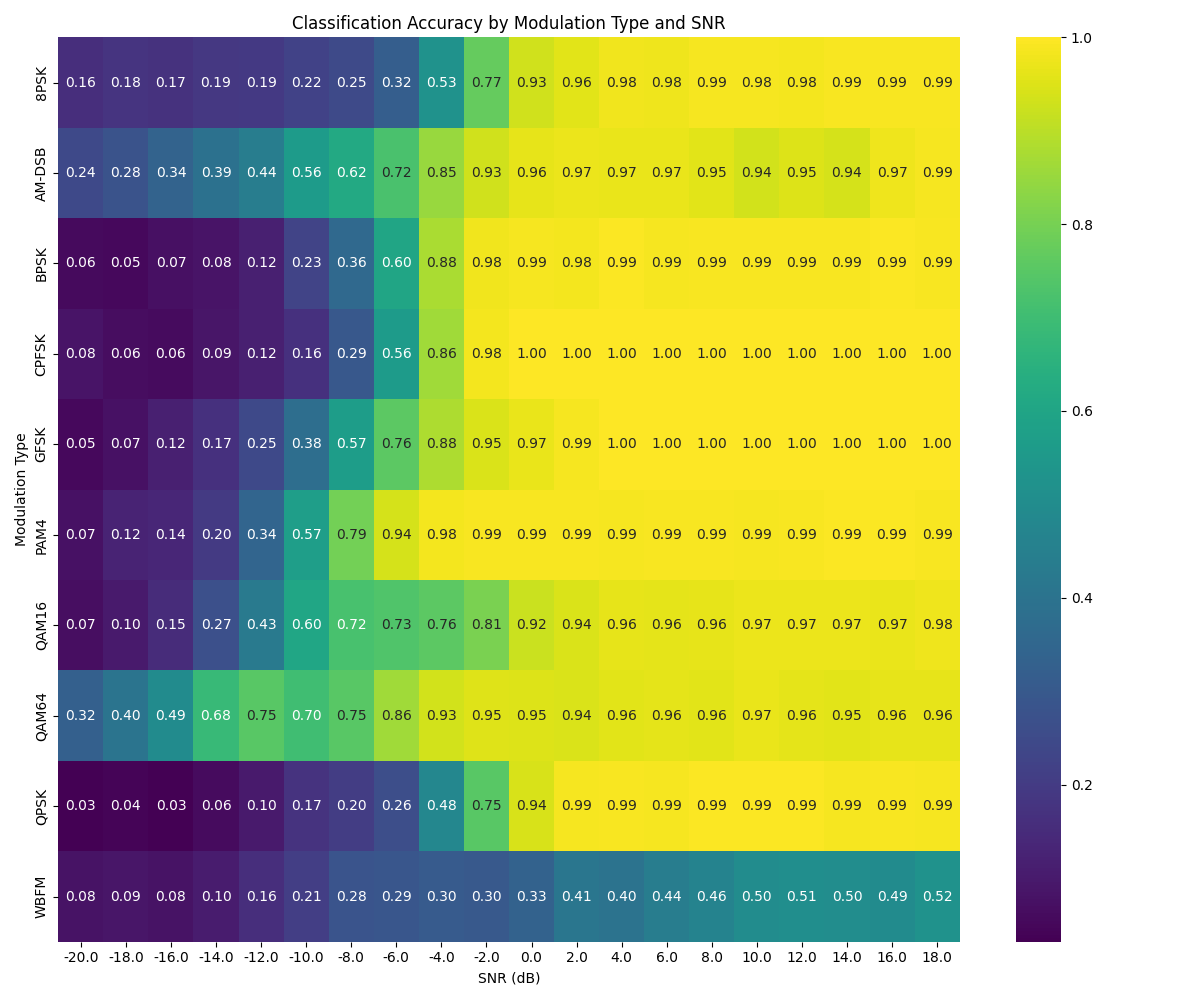 Classification Accuracy by Modulation Type and SNR
8PSK 0.16 0.18 0.17 0.19 0.19 0.22 0.25 0.32 0.53 0.77 0.93 0.96 0.98 0.98 0.99 0.98 0.98 0.99 0.99 0.99
AM-DSB 0.24 0.28 0.34 0.39 0.44 0.56 0.62 0.72 0.85 0.93 0.96 0.97 0.97 0.97 0.95 0.94 0.95 0.94 0.97 0.99
BPSK 0.06 0.05 0.07 0.08 0.12 0.23 0.36 0.60 0.88 0.98 0.99 0.98 0.99 0.99 0.99 0.99 0.99 0.99 0.99 0.99
CPFSK 0.08 0.06 0.06 0.09 0.12 0.16 0.29 0.56 0.86 0.98 1.00 1.00 1.00 1.00 1.00 1.00 1.00 1.00 1.00 1.00
GFSK 0.05 0.07 0.12 0.17 0.25 0.38 0.57 0.76 0.88 0.95 0.97 0.99 1.00 1.00 1.00 1.00 1.00 1.00 1.00 1.00
PAM4 0.07 0.12 0.14 0.20 0.34 0.57 0.79 0.94 0.98 0.99 0.99 0.99 0.99 0.99 0.99 0.99 0.99 0.99 0.99 0.99
QAM16 0.07 0.10 0.15 0.27 0.43 0.60 0.72 0.73 0.76 0.81 0.92 0.94 0.96 0.96 0.96 0.97 0.97 0.97 0.97 0.98
QAM64 0.32 0.40 0.49 0.68 0.75 0.70 0.75 0.86 0.93 0.95 0.95 0.94 0.96 0.96 0.96 0.97 0.96 0.95 0.96 0.96
QPSK 0.03 0.04 0.03 0.06 0.10 0.17 0.20 0.26 0.48 0.75 0.94 0.99 0.99 0.99 0.99 0.99 0.99 0.99 0.99 0.99
WBFM 0.08 0.09 0.08 0.10 0.16 0.21 0.28 0.29 0.30 0.30 0.33 0.41 0.40 0.44 0.46 0.50 0.51 0.50 0.49 0.52
-20.0 -18.0 -16.0 -14.0 -12.0 -10.0 -8.0 -6.0 -4.0 -2.0 0.0 2.0 4.0 6.0 8.0 10.0 12.0 14.0 16.0 18.0
SNR (dB)
Modulation Type
1.0
0.8
0.6
0.4
0.2